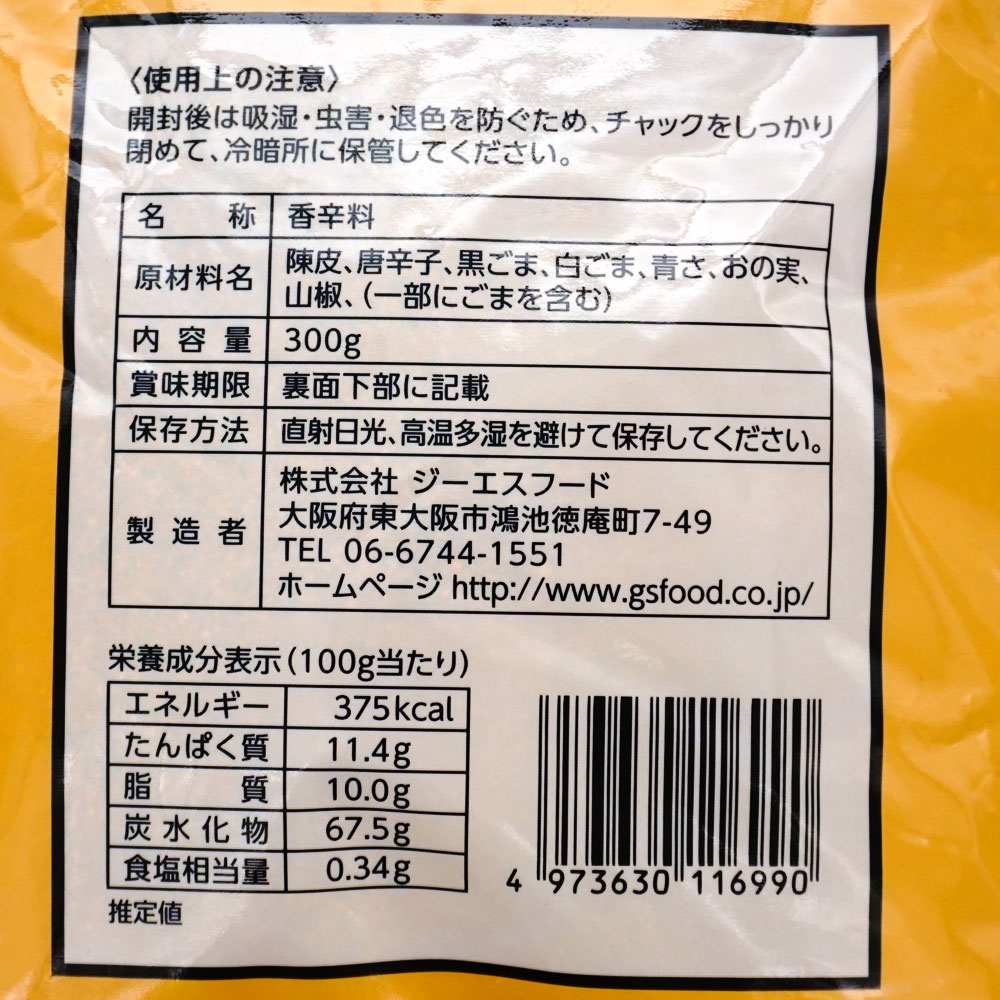 〈使用上の注意〉
開封後は吸湿・虫害・退色を防ぐため、チャックをしっかり
閉めて、冷暗所に保管してください。
名称 香辛料
原材料名 陳皮、唐辛子、黒ごま、白ごま、青さ、おの実、
山椒、(一部にごまを含む)
内容量 300g
賞味期限 裏面下部に記載
保存方法 直射日光、高温多湿を避けて保存してください。
製造者 株式会社 ジーエスフード
大阪府東大阪市鴻池徳庵町7-49
TEL 06-6744-1551
ホームページ http://www.gsfood.co.jp/
栄養成分表示(100g当たり)
エネルギー 375kcal
たんぱく質 11.4g
脂質 10.0g
炭水化物 67.5g
食塩相当量 0.34g
推定値
4 973630 116990